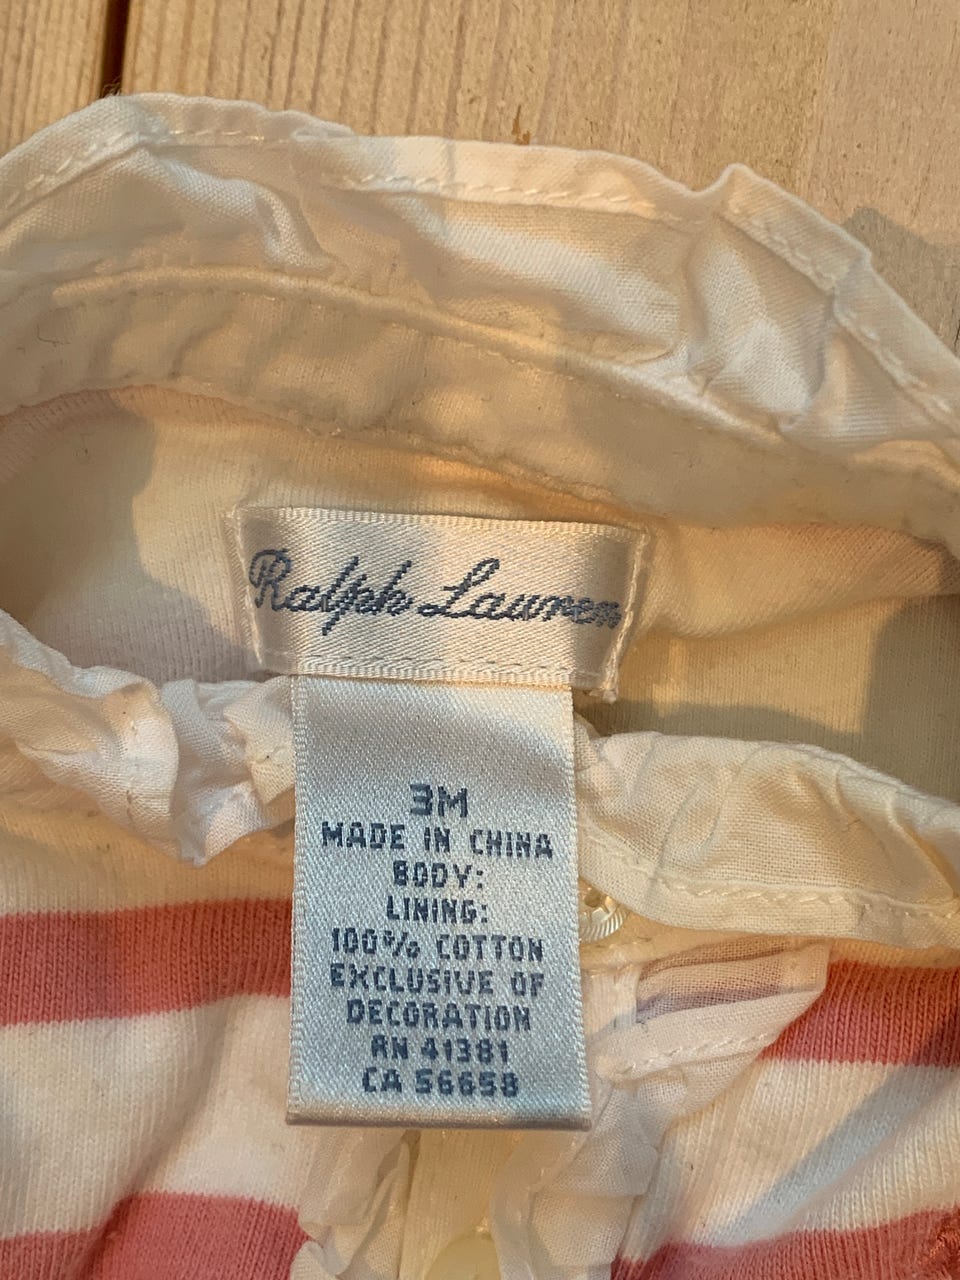 Ralph Lauren
3M
MADE IN CHINA
BODY:
LINING:
100% COTTON
EXCLUSIVE OF
DECORATION
RN 41381
CA 56658